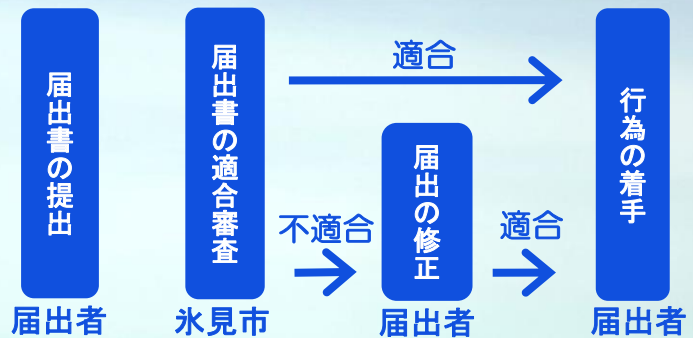 届出書の提出
届出者
届出書の適合審査
氷見市
適合
不適合
届出の修正
届出者
適合
行為の着手
届出者